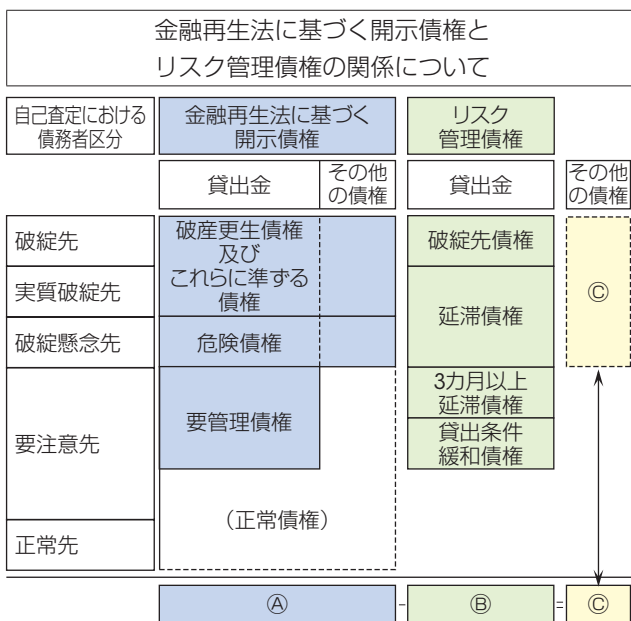 金融再生法に基づく開示債権と
リスク管理債権の関係について
自己査定における
債務者区分
金融再生法に基づく
開示債権
リスク
管理債権
貸出金
その他
の債権
貸出金
その他
の債権
破綻先
実質破綻先
破綻懸念先
要注意先
正常先
破産更生債権
及び
これらに準ずる
債権
危険債権
要管理債権
（正常債権）
破綻先債権
延滞債権
3カ月以上
延滞債権
貸出条件
緩和債権
Ⓒ
Ⓐ - Ⓑ = Ⓒ